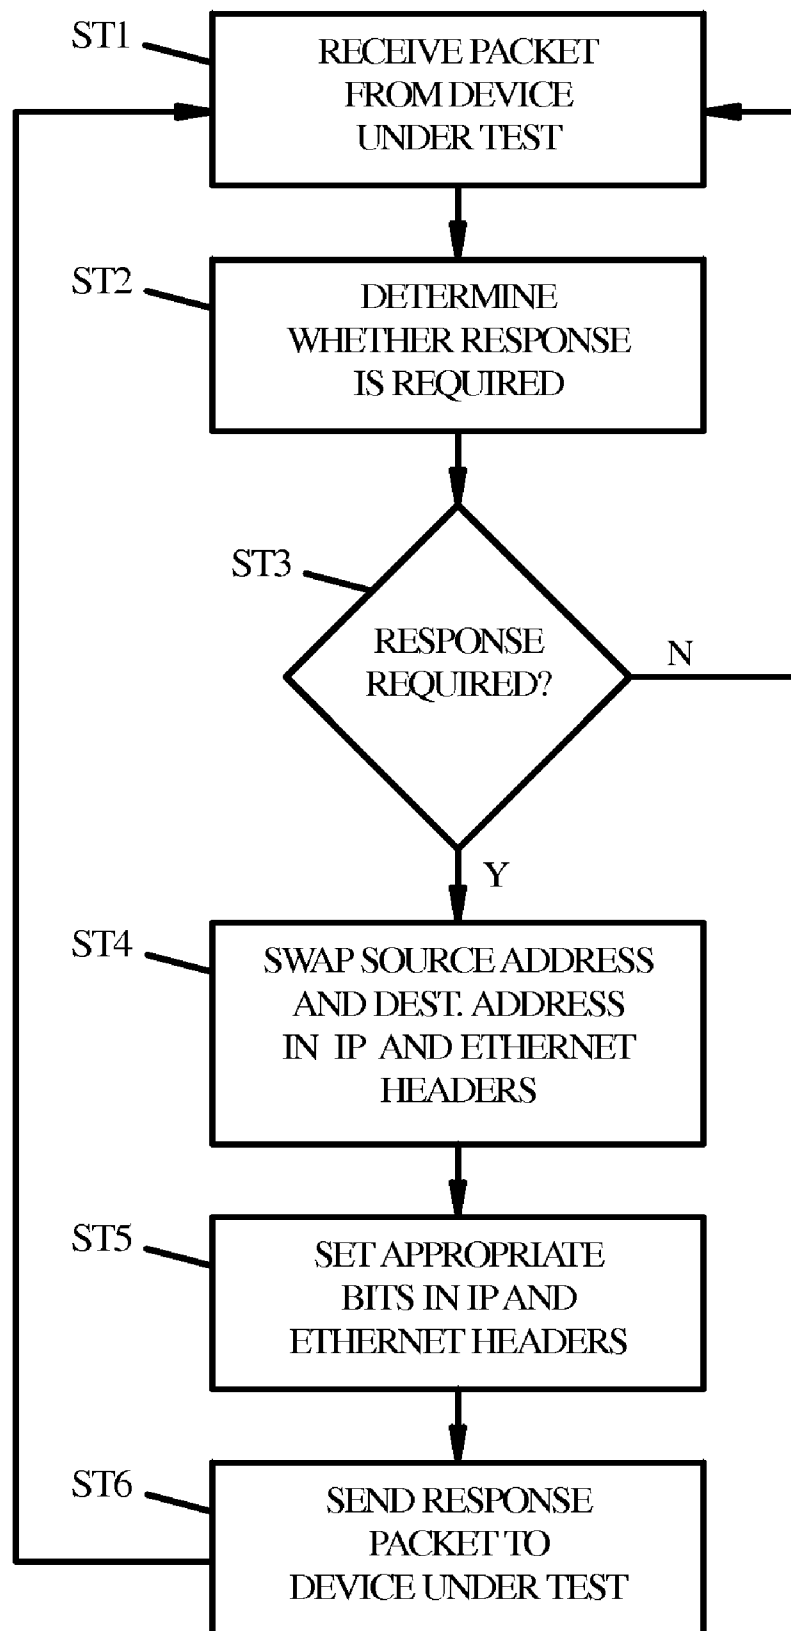 ST1
RECEIVE PACKET
FROM DEVICE
UNDER TEST
ST2
DETERMINE
WHETHER RESPONSE
IS REQUIRED
ST3
RESPONSE
REQUIRED?
N
Y
ST4
SWAP SOURCE ADDRESS
AND DEST. ADDRESS
IN IP AND ETHERNET
HEADERS
ST5
SET APPROPRIATE
BITS IN IP AND
ETHERNET HEADERS
ST6
SEND RESPONSE
PACKET TO
DEVICE UNDER TEST